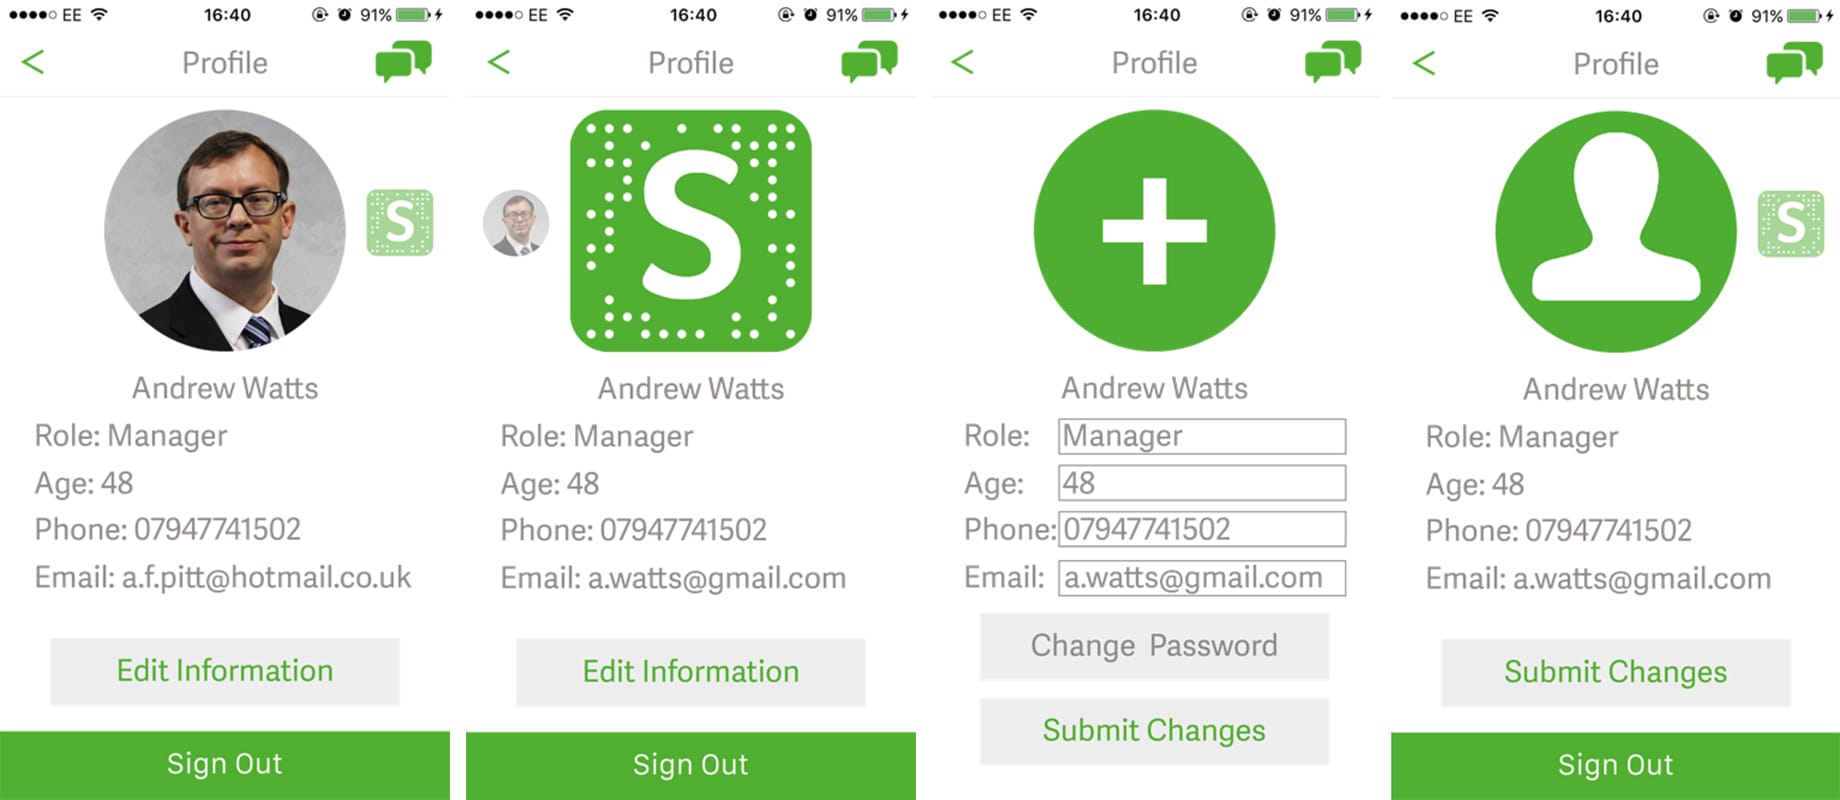 EE 16:40 91%
Profile
S
Andrew Watts
Role: Manager
Age: 48
Phone: 07947741502
Email: a.f.pitt@hotmail.co.uk
Edit Information
Sign Out
EE 16:40 91%
Profile
S
Andrew Watts
Role: Manager
Age: 48
Phone: 07947741502
Email: a.watts@gmail.com
Edit Information
Sign Out
EE 16:40 91%
Profile
Andrew Watts
Role: Manager
Age: 48
Phone: 07947741502
Email: a.watts@gmail.com
Change Password
Submit Changes
EE 16:40 91%
Profile
S
Andrew Watts
Role: Manager
Age: 48
Phone: 07947741502
Email: a.watts@gmail.com
Submit Changes
Sign Out